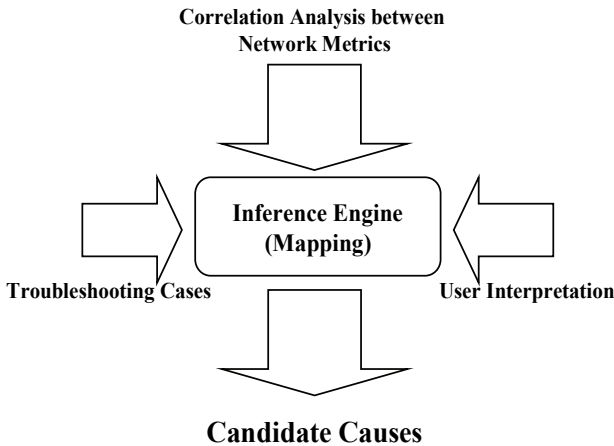 Correlation Analysis between
Network Metrics
Inference Engine
(Mapping)
Troubleshooting Cases
User Interpretation
Candidate Causes